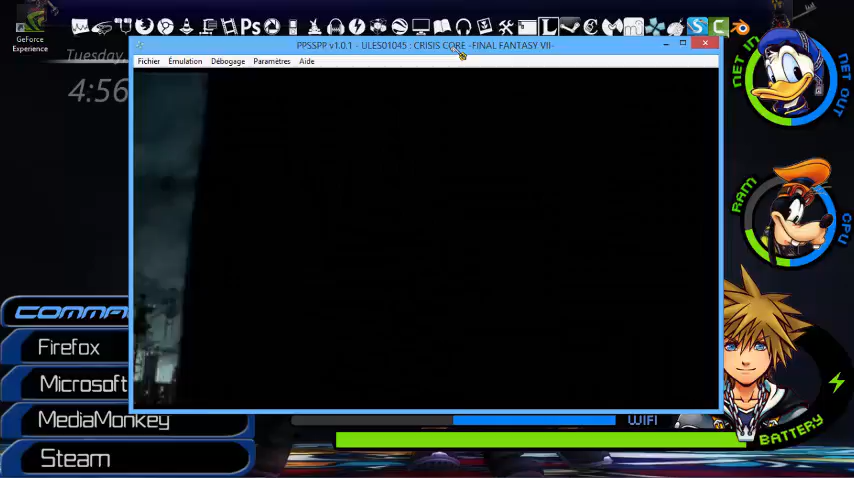 GeForce
Experience
Tuesday
4:56
PPSSPP v1.0.1 - ULES01045 : CRISIS CORE -FINAL FANTASY VII-
Fichier Émulation Débogage Paramètres Aide
NET IN
NET OUT
RAM
CPU
COMMA
Firefox
Microsoft
MediaMonkey
Steam
WIFI
BATTERY